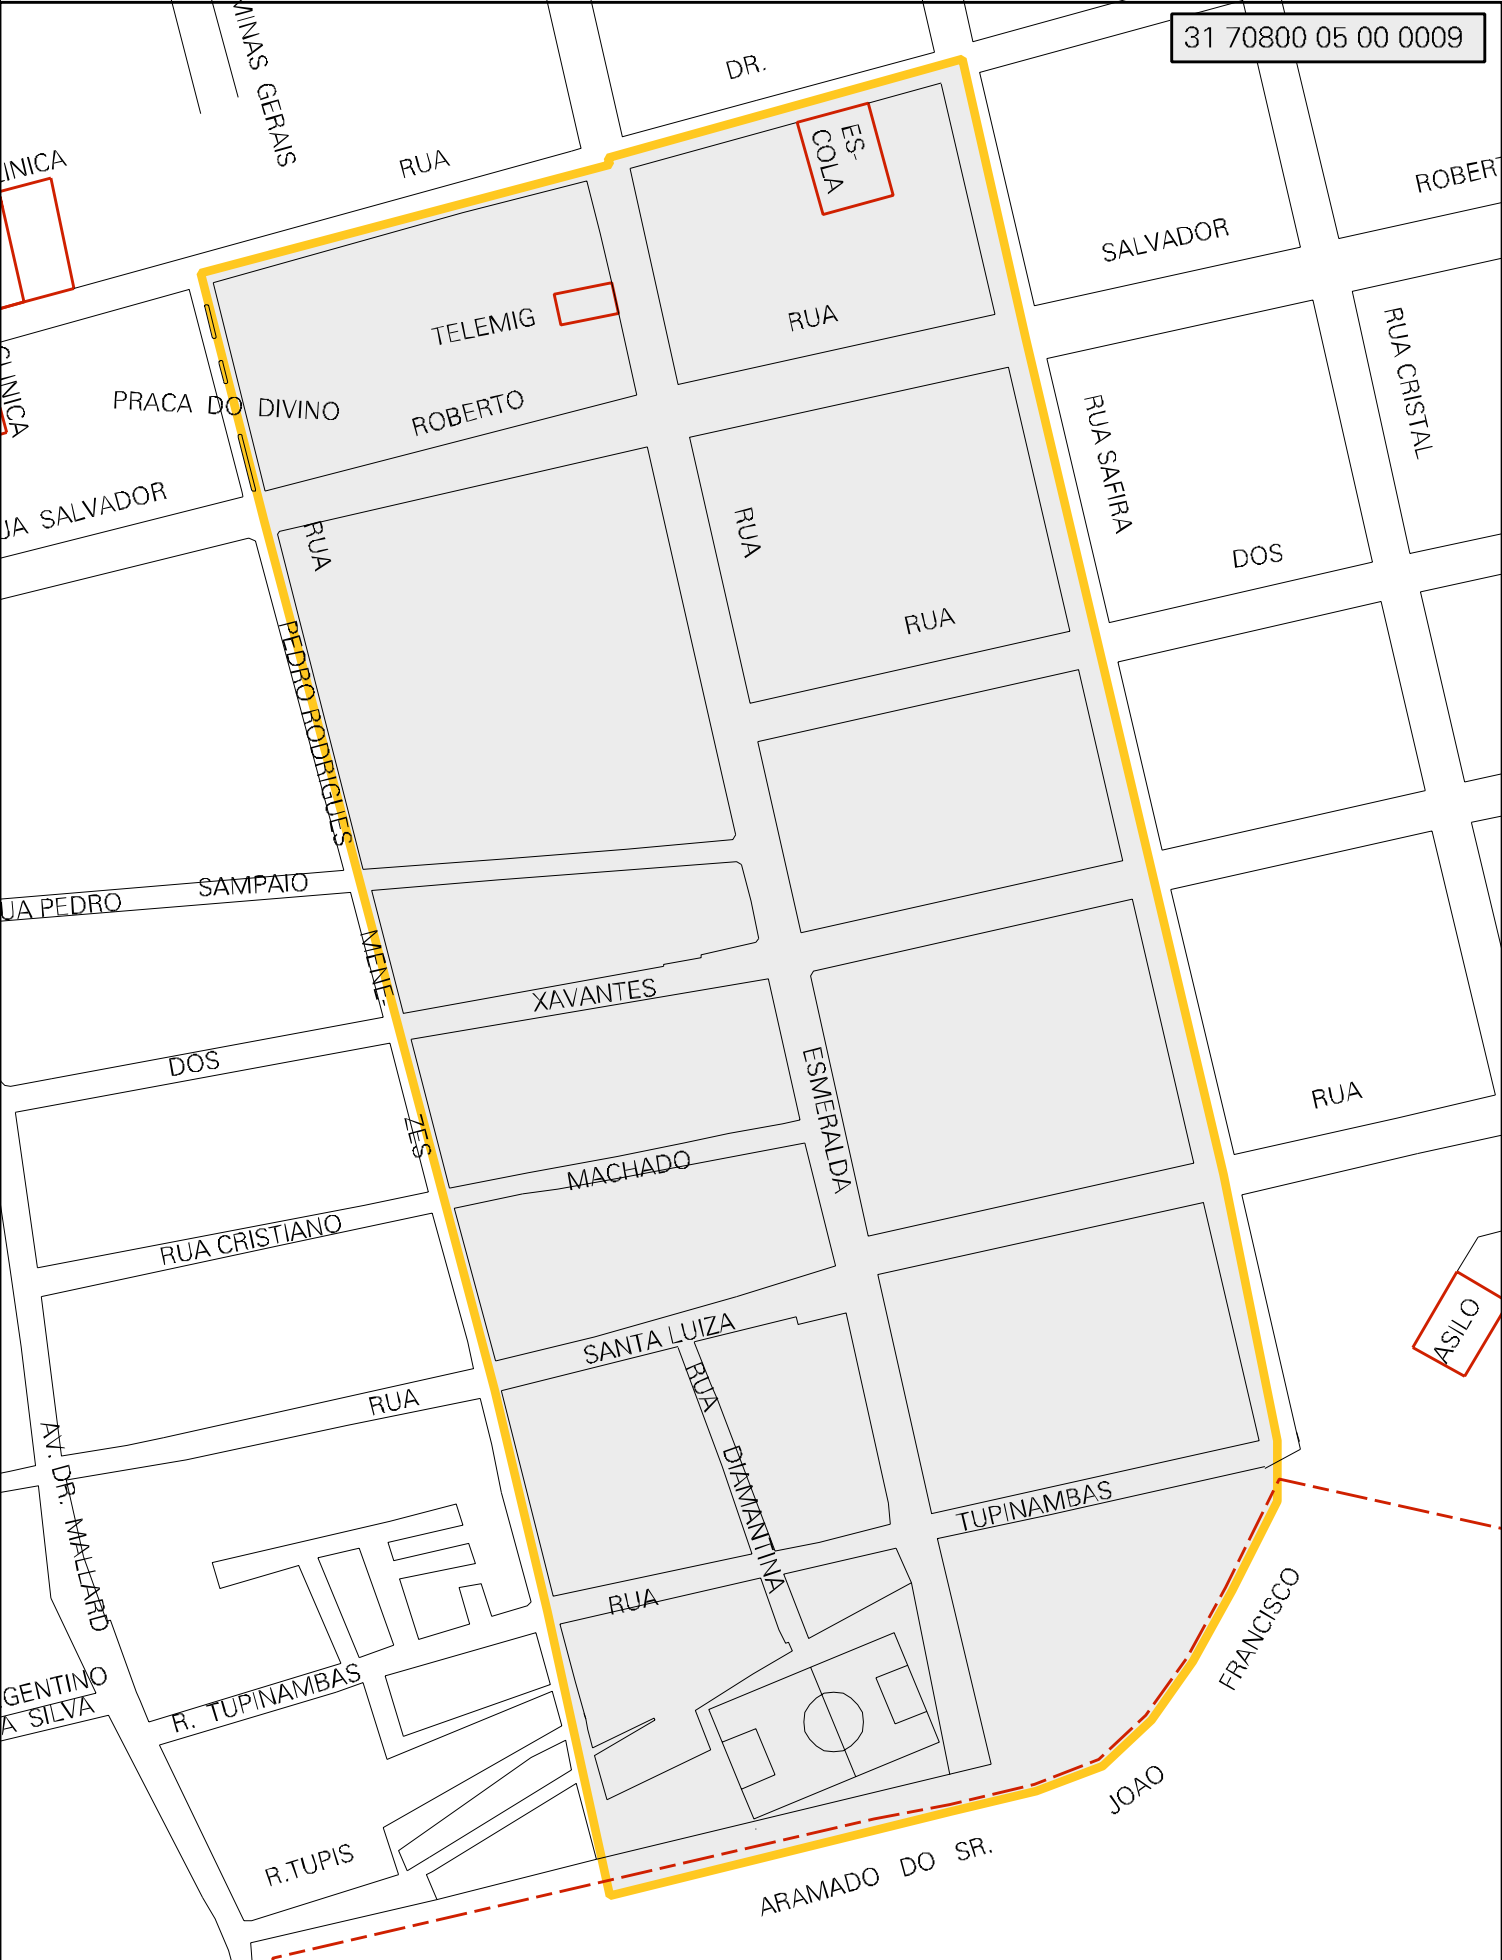 31 70800 05 00 0009
MINAS GERAIS
DR.
RUA
ES-
COLA
ROBERT
SALVADOR
TELEMIG
RUA
RUA CRISTAL
PRACA DO DIVINO
ROBERTO
CLINICA
RUA SAFIRA
UA SALVADOR
RUA
RUA
DOS
RUA
PEDRO RODRIGUES
SAMPAIO
UA PEDRO
MENE-
XAVANTES
DOS
ESMERALDA
RUA
ZES
MACHADO
RUA CRISTIANO
SANTA LUIZA
ASILO
RUA
RUA DIAMANTINA
AV. DR. MALLARD
TUPINAMBAS
RUA
FRANCISCO
GENTINO
A SILVA
R. TUPINAMBAS
JOAO
R.TUPIS
ARAMADO DO SR.